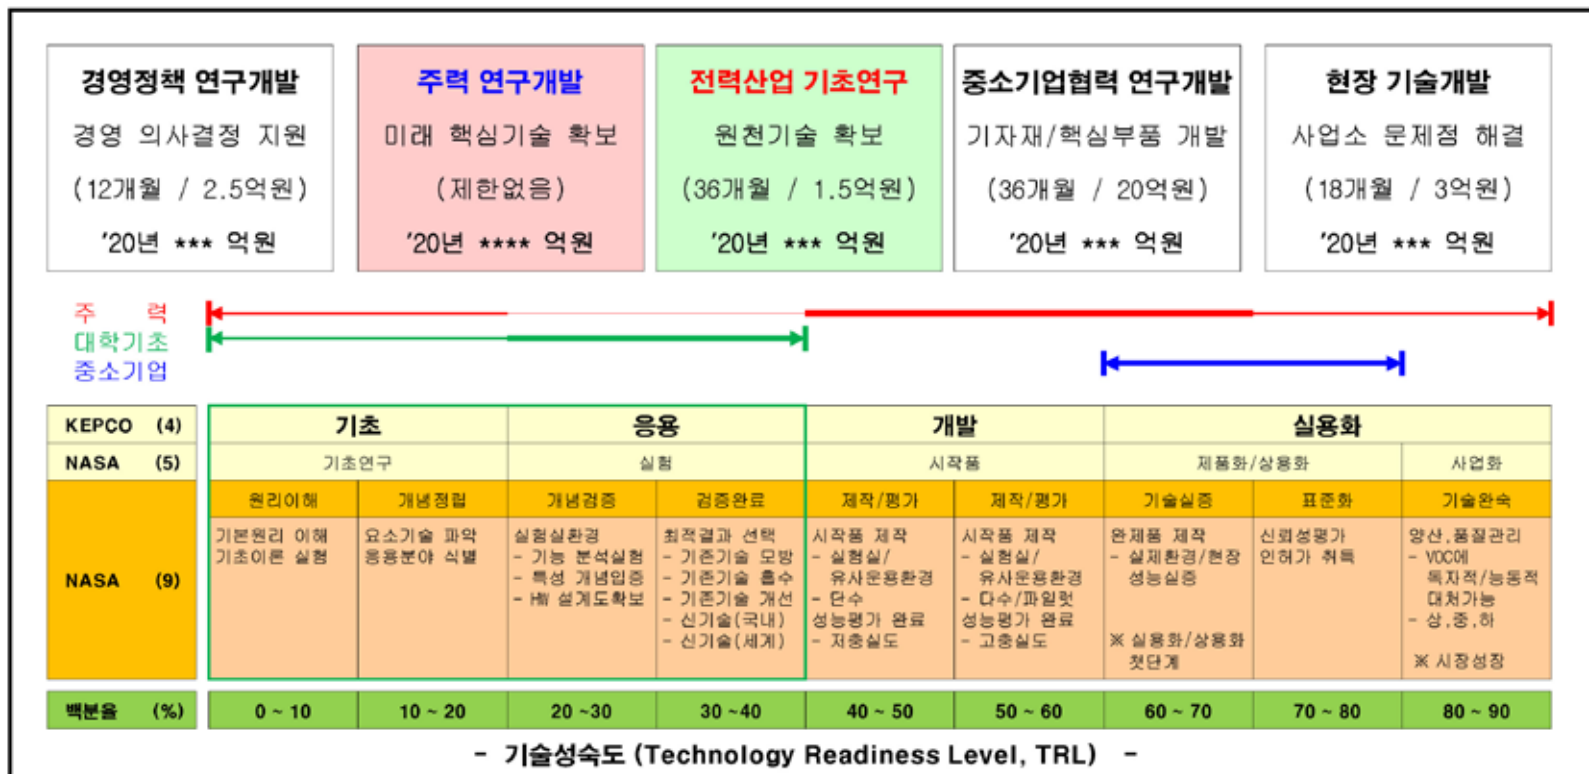 경영정책 연구개발
경영 의사결정 지원
(12개월 / 2.5억원)
'20년 *** 억원
주력 연구개발
미래 핵심기술 확보
(제한없음)
'20년 **** 억원
전력산업 기초연구
원천기술 확보
(36개월 / 1.5억원)
'20년 *** 억원
중소기업협력 연구개발
기자재/핵심부품 개발
(36개월 / 20억원)
'20년 *** 억원
현장 기술개발
사업소 문제점 해결
(18개월 / 3억원)
'20년 *** 억원
주 력
대학기초
중소기업
KEPCO (4) 기초 응용 개발 실용화
NASA (5) 기초연구 실험 시작품 제품화/상용화 사업화
원리이해 개념정립 개념검증 검증완료 제작/평가 제작/평가 기술실증 표준화 기술완숙
NASA (9)
기본원리 이해
기초이론 실험
요소기술 파악
응용분야 식별
실험실환경
- 기능 분석실험
- 특성 개념입증
- HW 설계도확보
최적결과 선택
- 기존기술 모방
- 기존기술 흡수
- 기존기술 개선
- 신기술(국내)
- 신기술(세계)
시작품 제작
- 실험실/
유사운용환경
- 단수
성능평가 완료
- 저충실도
시작품 제작
- 실험실/
유사운용환경
- 다수/파일럿
성능평가 완료
- 고충실도
완제품 제작
- 실제환경/현장
성능실증
※ 실용화/상용화
첫단계
신뢰성평가
인허가 취득
양산,품질관리
- VOC에
독자적/능동적
대처가능
- 상,중,하
※ 시장성장
백분율 (%) 0 ~ 10 10 ~ 20 20 ~30 30 ~40 40 ~ 50 50 ~ 60 60 ~ 70 70 ~ 80 80 ~ 90
- 기술성숙도 (Technology Readiness Level, TRL) -